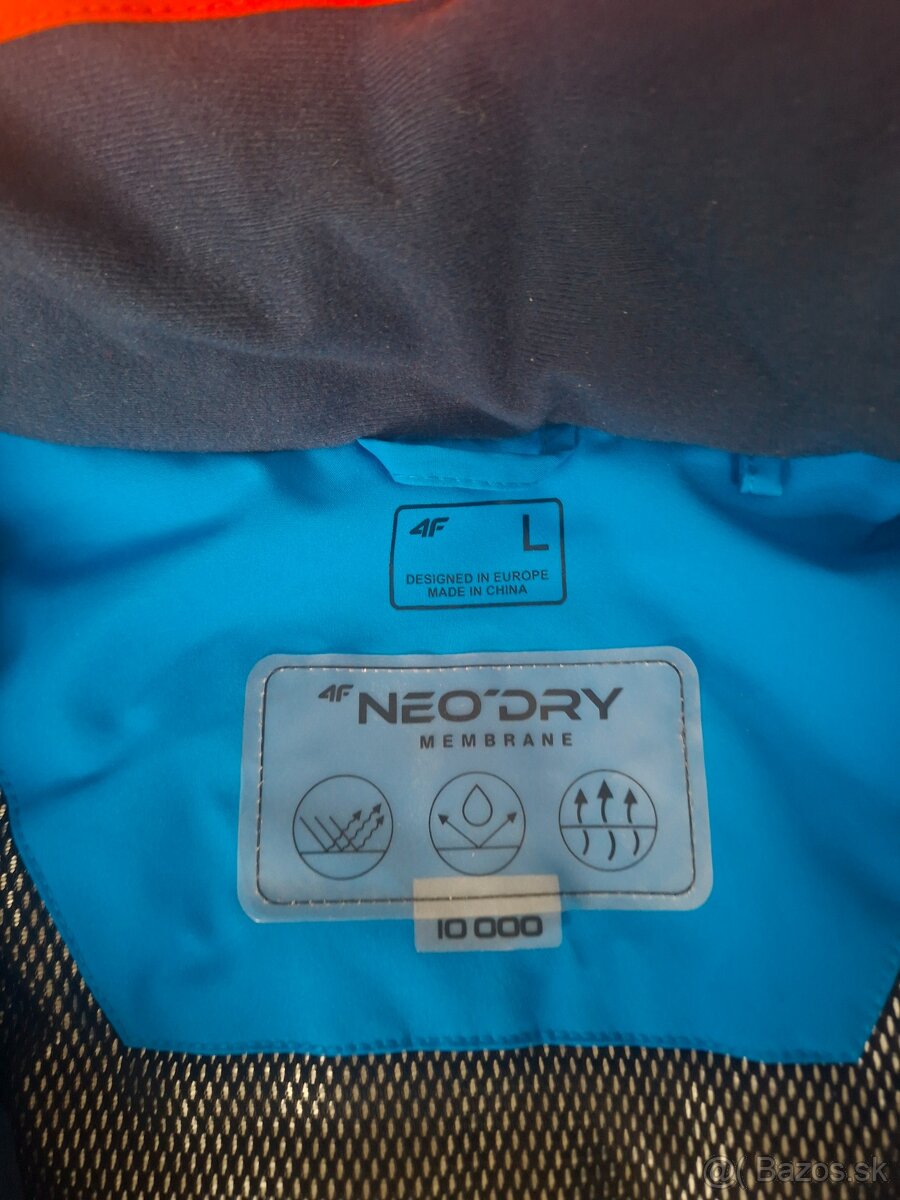 4F L
DESIGNED IN EUROPE
MADE IN CHINA
4F NEO'DRY
MEMBRANE
10 000
@( Bazos.sk